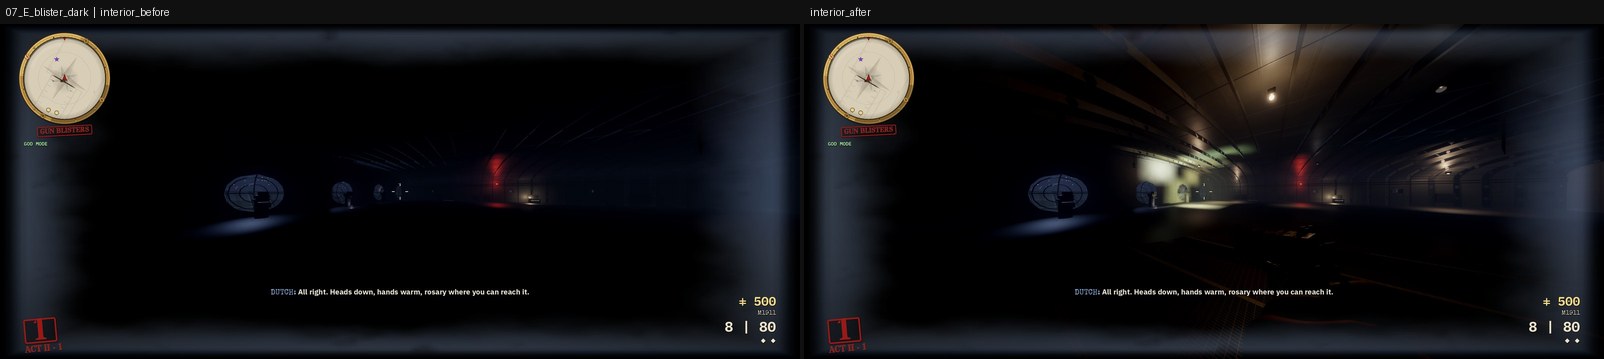 07_E_blister_dark | interior_before
interior_after
GUN BLISTERS
GOD MODE
DUTCH: All right. Heads down, hands warm, rosary where you can reach it.
500
M1911
8 | 80
1
ACT II - 1
GUN BLISTERS
GOD MODE
DUTCH: All right. Heads down, hands warm, rosary where you can reach it.
500
M1911
8 | 80
1
ACT II - 1